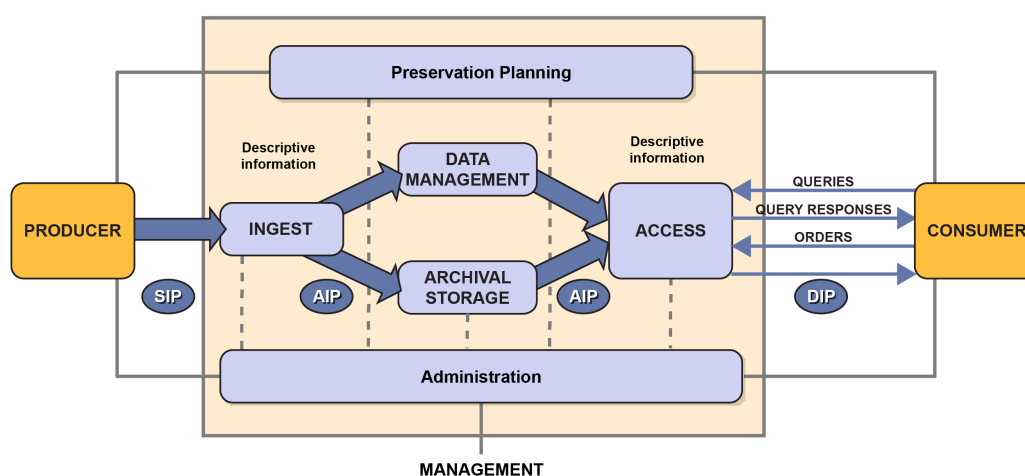 Preservation Planning
Descriptive
information
Descriptive
information
DATA
MANAGEMENT
PRODUCER
INGEST
ACCESS
QUERIES
QUERY RESPONSES
ORDERS
CONSUMER
ARCHIVAL
STORAGE
SIP
AIP
AIP
DIP
Administration
MANAGEMENT